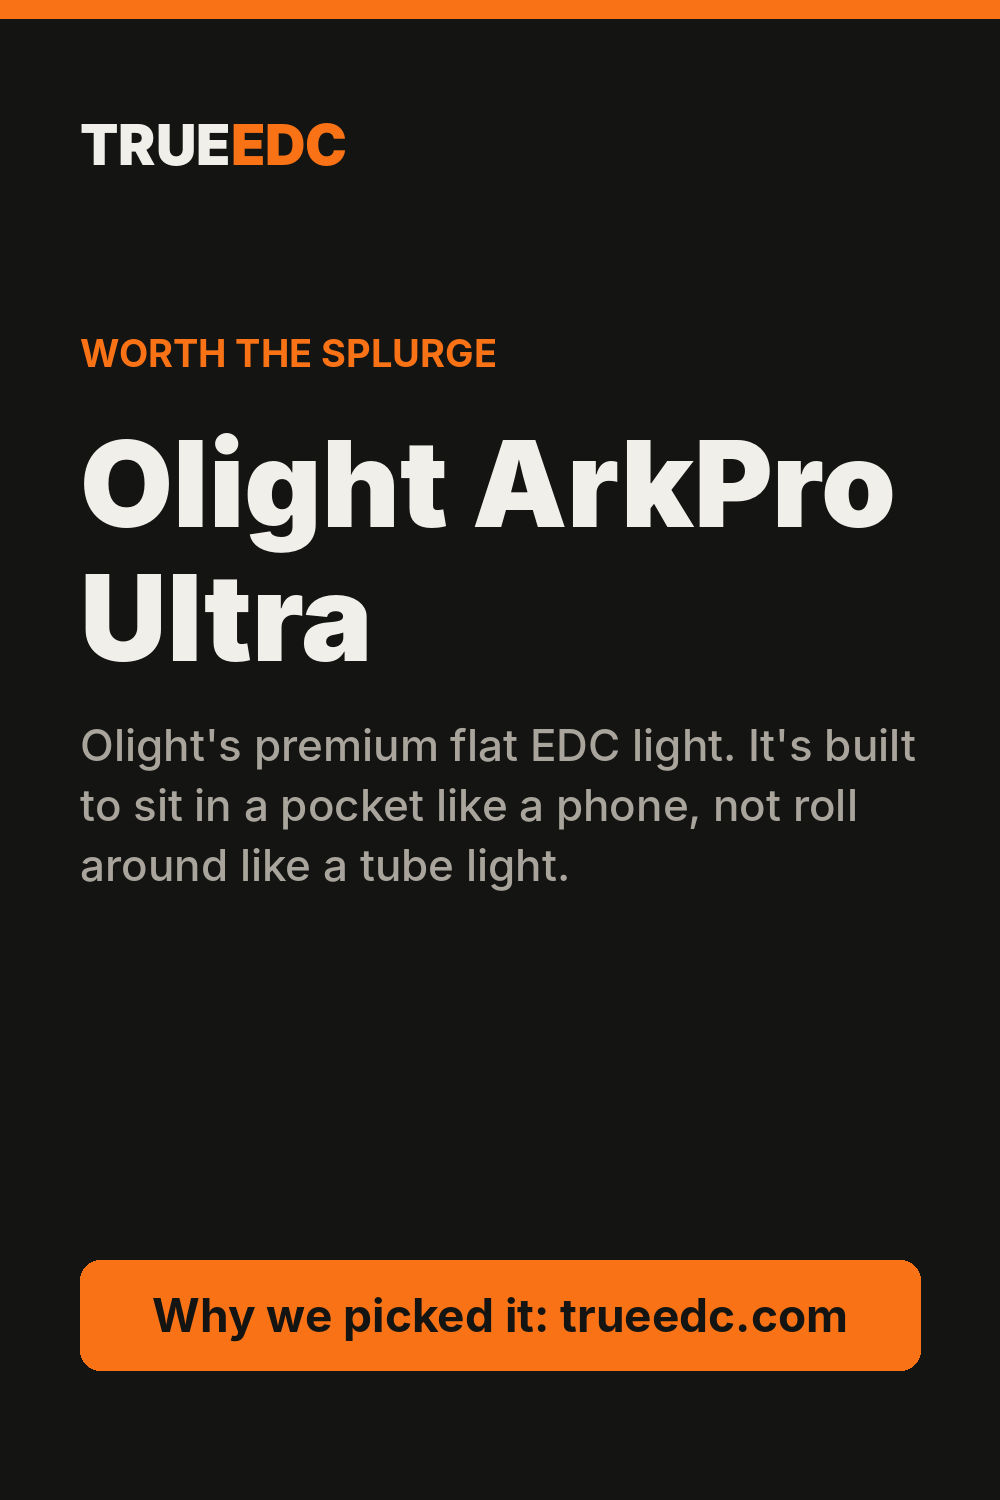 TRUEEDC
WORTH THE SPLURGE
Olight ArkPro
Ultra
Olight's premium flat EDC light. It's built
to sit in a pocket like a phone, not roll
around like a tube light.
Why we picked it: trueedc.com